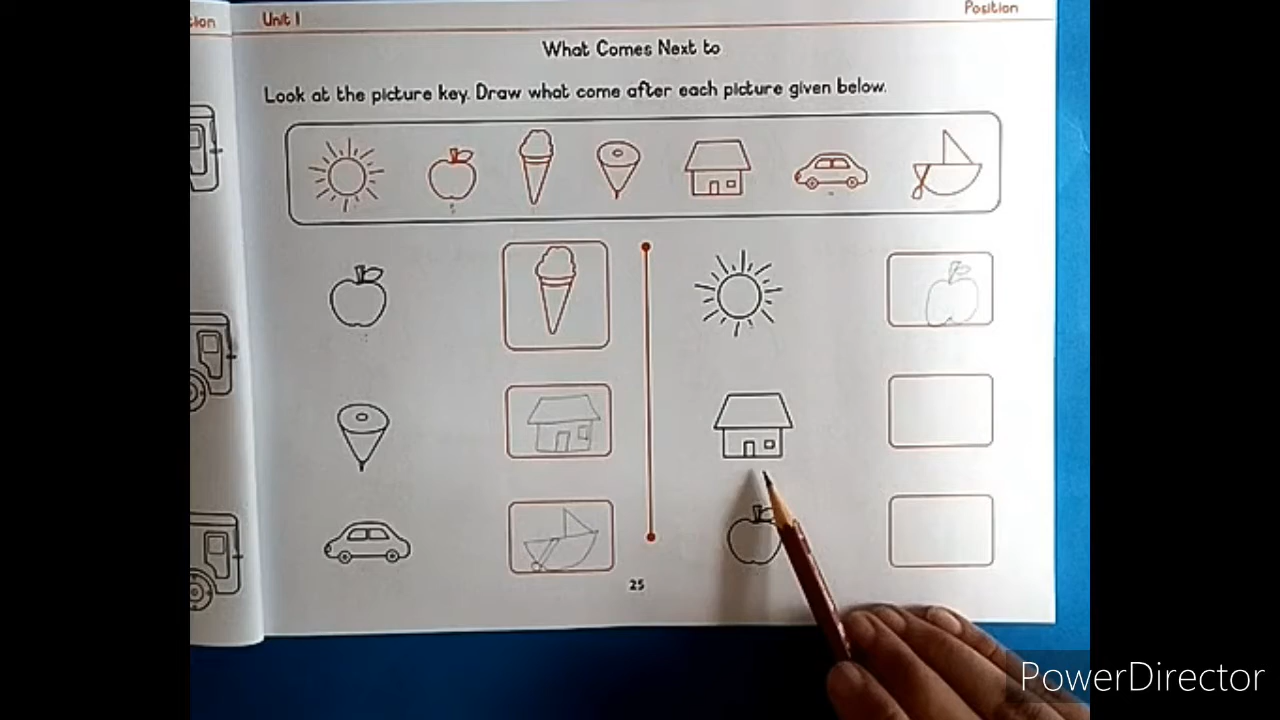 tion
Unit 1
Position
What Comes Next to
Look at the picture key. Draw what come after each picture given below.
25
PowerDirector